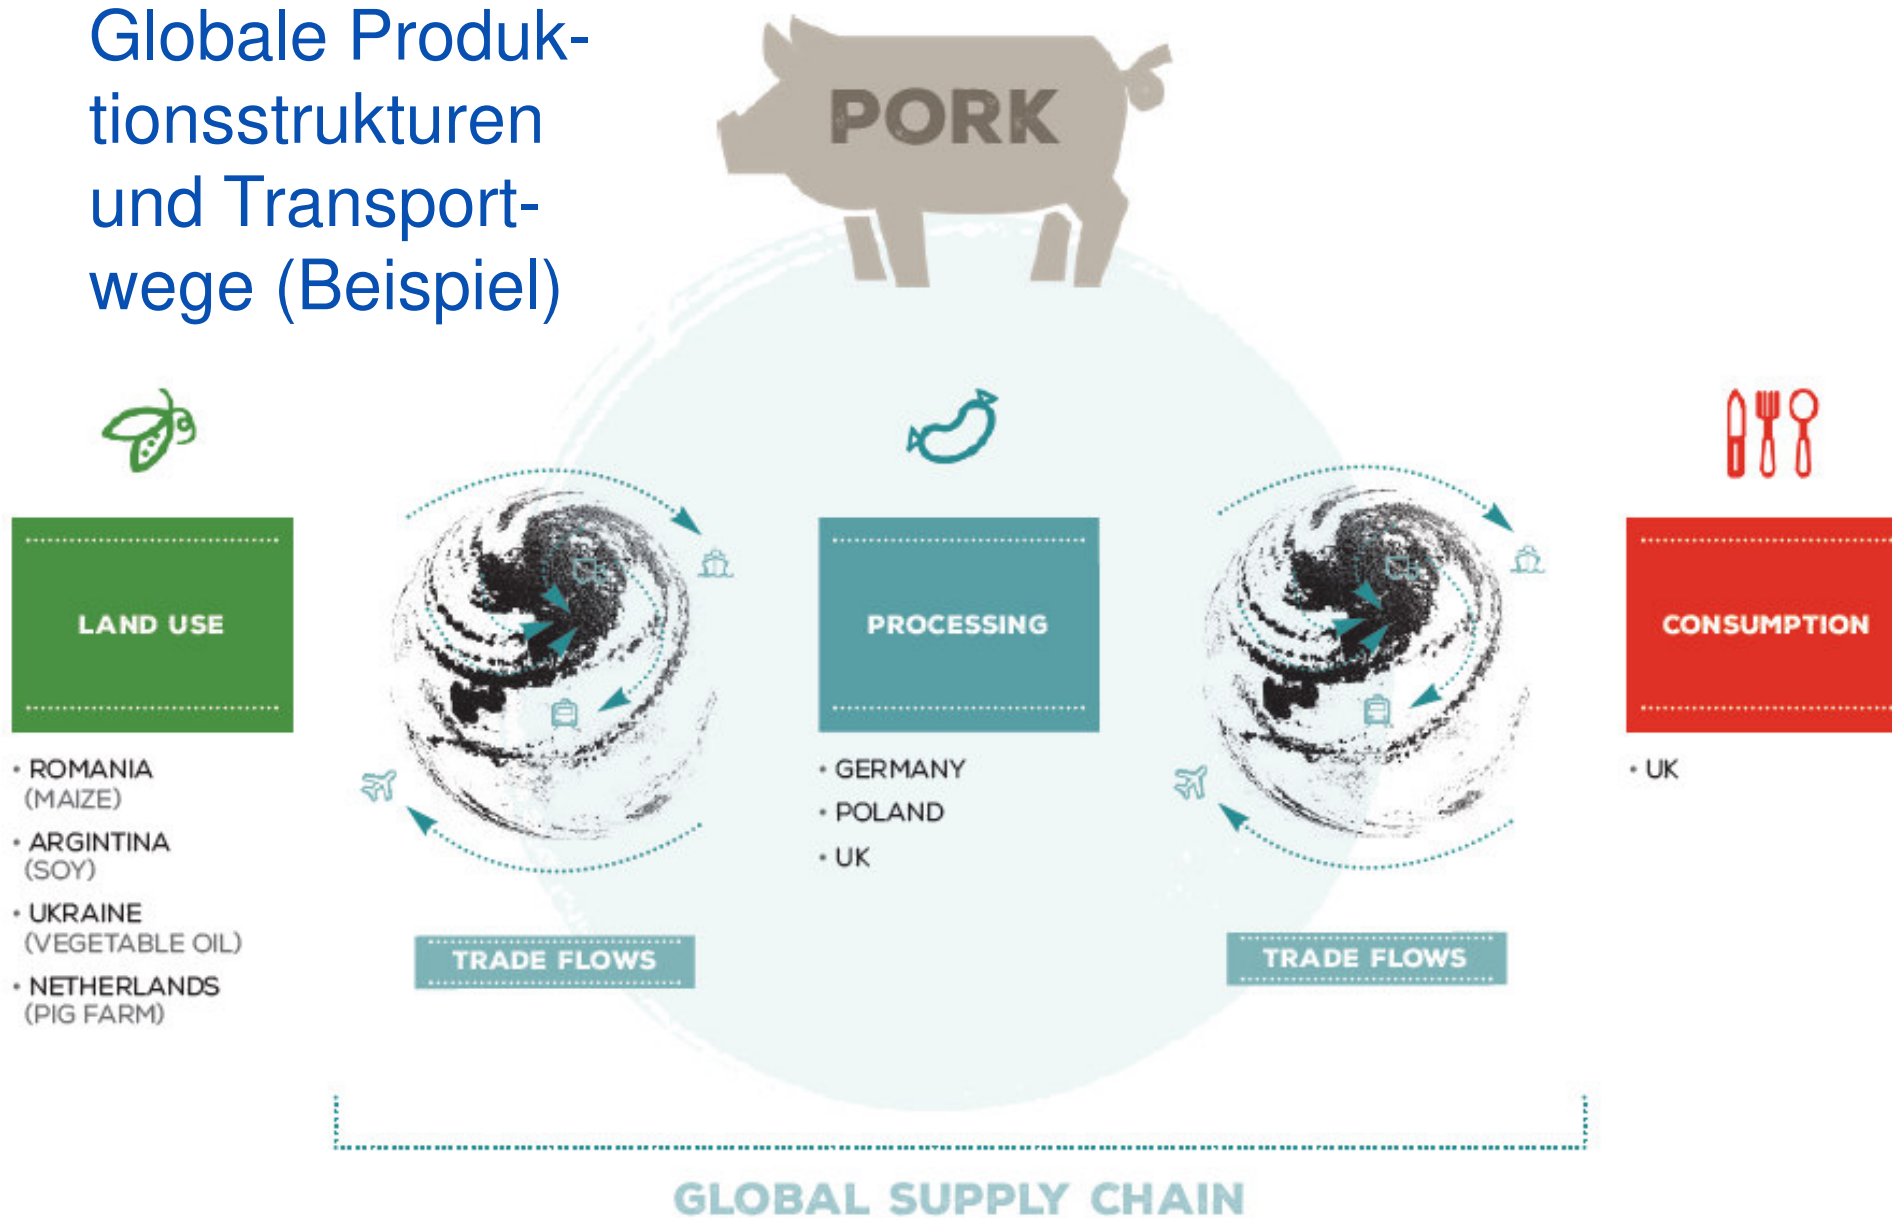 Globale Produk-
tionsstrukturen
und Transport-
wege (Beispiel)
PORK
LAND USE
• ROMANIA
(MAIZE)
• ARGINTINA
(SOY)
• UKRAINE
(VEGETABLE OIL)
• NETHERLANDS
(PIG FARM)
TRADE FLOWS
PROCESSING
• GERMANY
• POLAND
• UK
TRADE FLOWS
CONSUMPTION
• UK
GLOBAL SUPPLY CHAIN